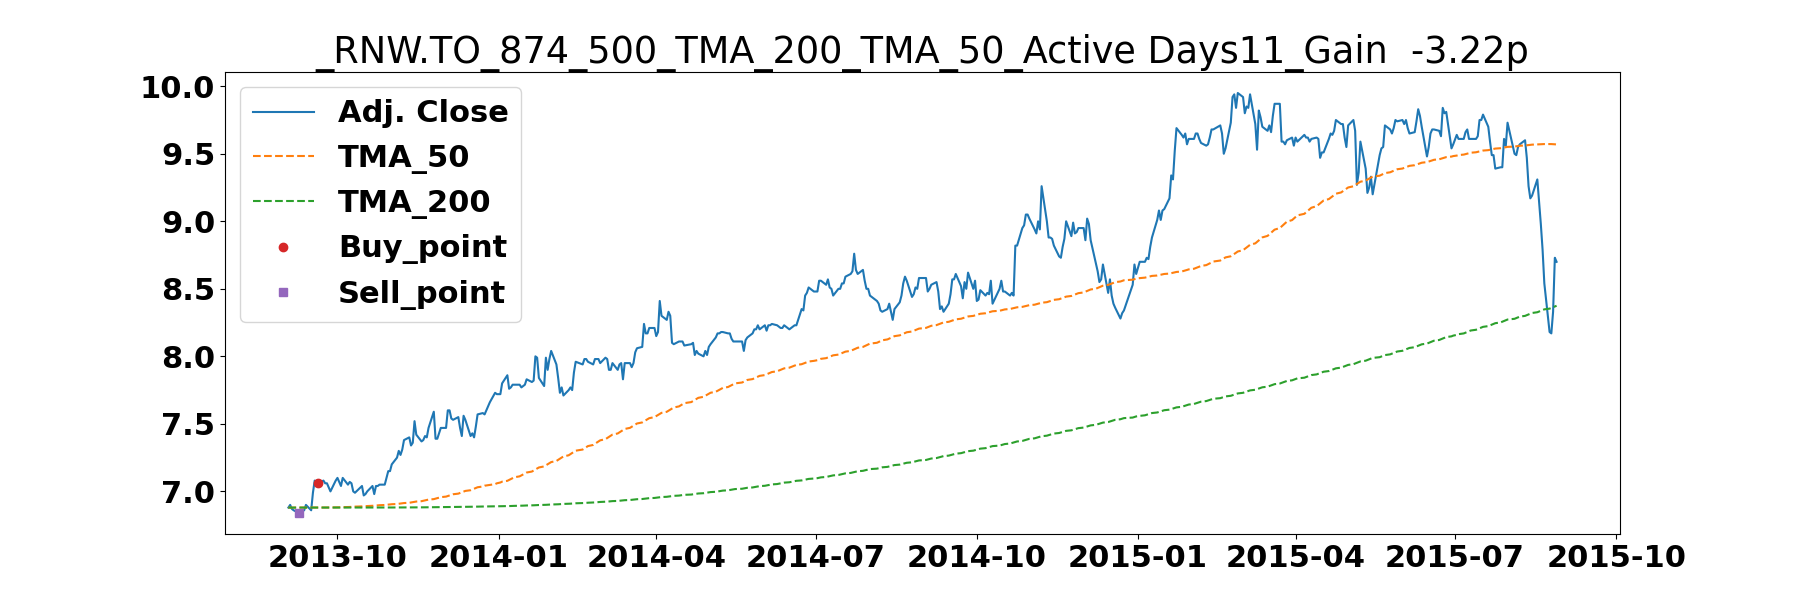 _RNW.TO_874_500_TMA_200_TMA_50_Active Days11_Gain  -3.22p
10.0
9.5
9.0
8.5
8.0
7.5
7.0
Adj. Close
TMA_50
TMA_200
Buy_point
Sell_point
2013-10 2014-01 2014-04 2014-07 2014-10 2015-01 2015-04 2015-07 2015-10